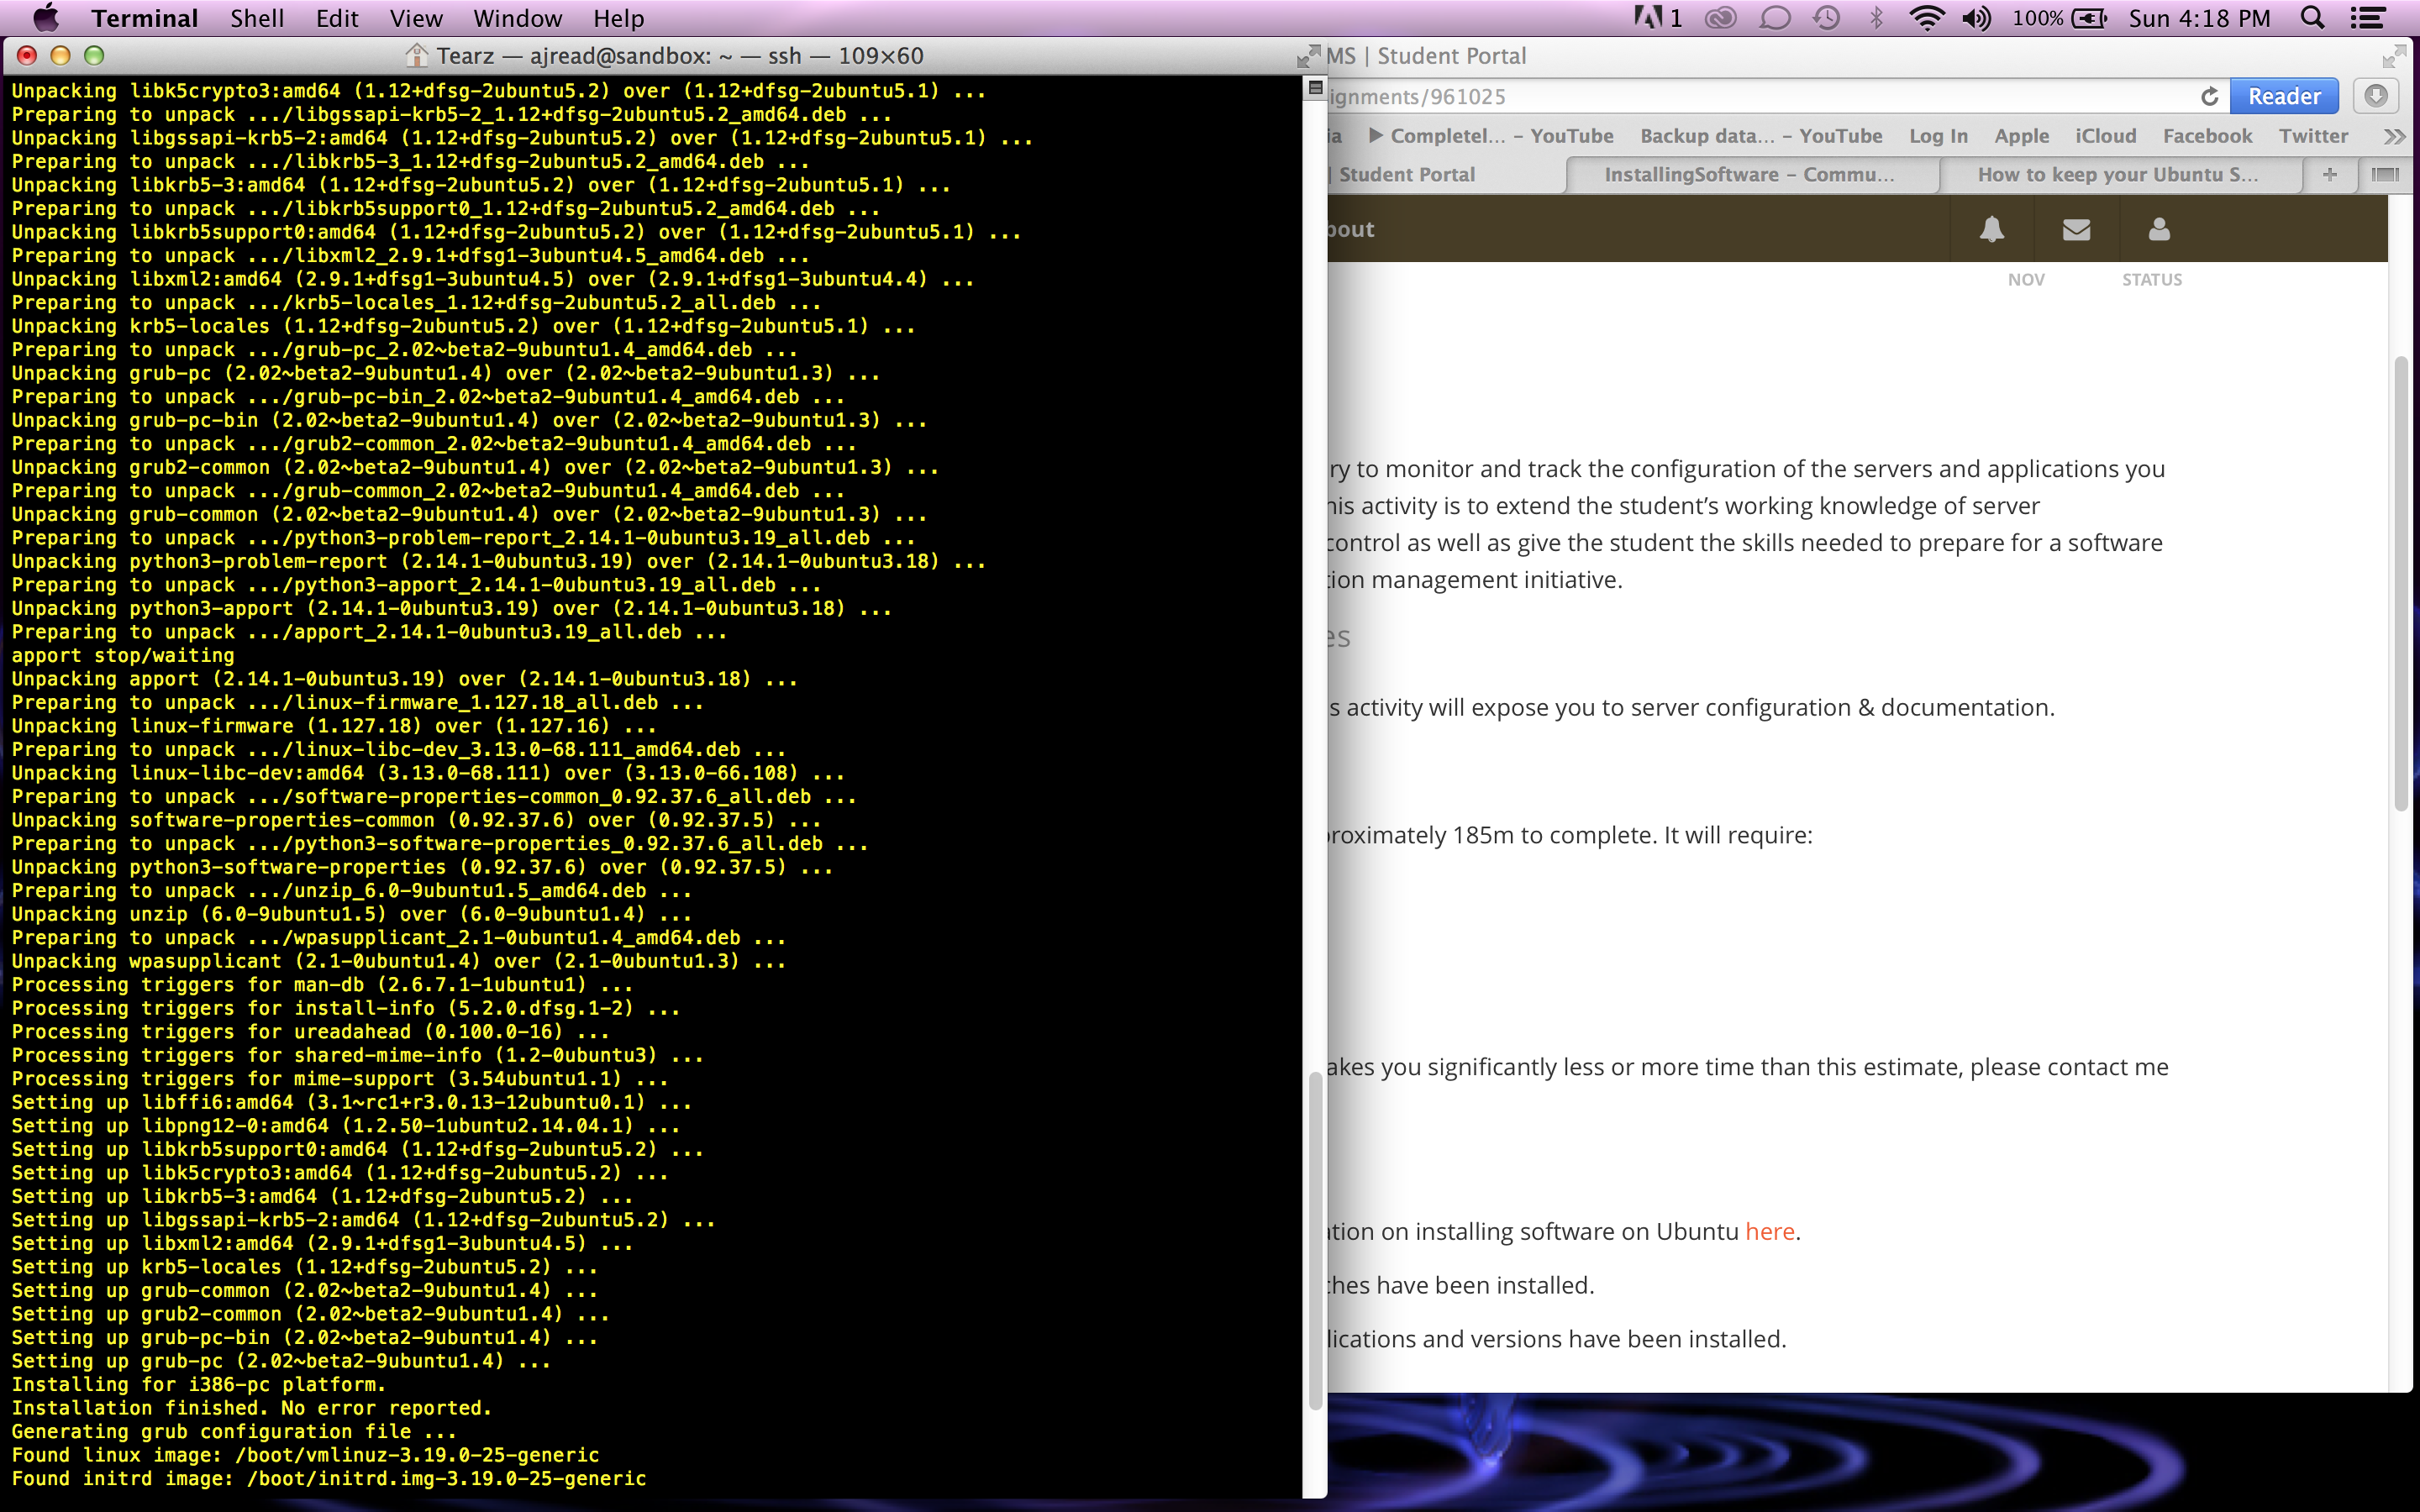 Terminal Shell Edit View Window Help
1 100% Sun 4:18 PM
Tearz — ajread@sandbox: ~ — ssh — 109×60
Unpacking libk5crypto3:amd64 (1.12+dfsg-2ubuntu5.2) over (1.12+dfsg-2ubuntu5.1) ...
Preparing to unpack .../libgssapi-krb5-2_1.12+dfsg-2ubuntu5.2_amd64.deb ...
Unpacking libgssapi-krb5-2:amd64 (1.12+dfsg-2ubuntu5.2) over (1.12+dfsg-2ubuntu5.1) ...
Preparing to unpack .../libkrb5-3_1.12+dfsg-2ubuntu5.2_amd64.deb ...
Unpacking libkrb5-3:amd64 (1.12+dfsg-2ubuntu5.2) over (1.12+dfsg-2ubuntu5.1) ...
Preparing to unpack .../libkrb5support0_1.12+dfsg-2ubuntu5.2_amd64.deb ...
Unpacking libkrb5support0:amd64 (1.12+dfsg-2ubuntu5.2) over (1.12+dfsg-2ubuntu5.1) ...
Preparing to unpack .../libxml2_2.9.1+dfsg1-3ubuntu4.5_amd64.deb ...
Unpacking libxml2:amd64 (2.9.1+dfsg1-3ubuntu4.5) over (2.9.1+dfsg1-3ubuntu4.4) ...
Preparing to unpack .../krb5-locales_1.12+dfsg-2ubuntu5.2_all.deb ...
Unpacking krb5-locales (1.12+dfsg-2ubuntu5.2) over (1.12+dfsg-2ubuntu5.1) ...
Preparing to unpack .../grub-pc_2.02~beta2-9ubuntu1.4_amd64.deb ...
Unpacking grub-pc (2.02~beta2-9ubuntu1.4) over (2.02~beta2-9ubuntu1.3) ...
Preparing to unpack .../grub-pc-bin_2.02~beta2-9ubuntu1.4_amd64.deb ...
Unpacking grub-pc-bin (2.02~beta2-9ubuntu1.4) over (2.02~beta2-9ubuntu1.3) ...
Preparing to unpack .../grub2-common_2.02~beta2-9ubuntu1.4_amd64.deb ...
Unpacking grub2-common (2.02~beta2-9ubuntu1.4) over (2.02~beta2-9ubuntu1.3) ...
Preparing to unpack .../grub-common_2.02~beta2-9ubuntu1.4_amd64.deb ...
Unpacking grub-common (2.02~beta2-9ubuntu1.4) over (2.02~beta2-9ubuntu1.3) ...
Preparing to unpack .../python3-problem-report_2.14.1-0ubuntu3.19_all.deb ...
Unpacking python3-problem-report (2.14.1-0ubuntu3.19) over (2.14.1-0ubuntu3.18) ...
Preparing to unpack .../python3-apport_2.14.1-0ubuntu3.19_all.deb ...
Unpacking python3-apport (2.14.1-0ubuntu3.19) over (2.14.1-0ubuntu3.18) ...
Preparing to unpack .../apport_2.14.1-0ubuntu3.19_all.deb ...
apport stop/waiting
Unpacking apport (2.14.1-0ubuntu3.19) over (2.14.1-0ubuntu3.18) ...
Preparing to unpack .../linux-firmware_1.127.18_all.deb ...
Unpacking linux-firmware (1.127.18) over (1.127.16) ...
Preparing to unpack .../linux-libc-dev_3.13.0-68.111_amd64.deb ...
Unpacking linux-libc-dev:amd64 (3.13.0-68.111) over (3.13.0-66.108) ...
Preparing to unpack .../software-properties-common_0.92.37.6_all.deb ...
Unpacking software-properties-common (0.92.37.6) over (0.92.37.5) ...
Preparing to unpack .../python3-software-properties_0.92.37.6_all.deb ...
Unpacking python3-software-properties (0.92.37.6) over (0.92.37.5) ...
Preparing to unpack .../unzip_6.0-9ubuntu1.5_amd64.deb ...
Unpacking unzip (6.0-9ubuntu1.5) over (6.0-9ubuntu1.4) ...
Preparing to unpack .../wpasupplicant_2.1-0ubuntu1.4_amd64.deb ...
Unpacking wpasupplicant (2.1-0ubuntu1.4) over (2.1-0ubuntu1.3) ...
Processing triggers for man-db (2.6.7.1-1ubuntu1) ...
Processing triggers for install-info (5.2.0.dfsg.1-2) ...
Processing triggers for ureadahead (0.100.0-16) ...
Processing triggers for shared-mime-info (1.2-0ubuntu3) ...
Processing triggers for mime-support (3.54ubuntu1.1) ...
Setting up libffi6:amd64 (3.1~rc1+r3.0.13-12ubuntu0.1) ...
Setting up libpng12-0:amd64 (1.2.50-1ubuntu2.14.04.1) ...
Setting up libkrb5support0:amd64 (1.12+dfsg-2ubuntu5.2) ...
Setting up libk5crypto3:amd64 (1.12+dfsg-2ubuntu5.2) ...
Setting up libkrb5-3:amd64 (1.12+dfsg-2ubuntu5.2) ...
Setting up libgssapi-krb5-2:amd64 (1.12+dfsg-2ubuntu5.2) ...
Setting up libxml2:amd64 (2.9.1+dfsg1-3ubuntu4.5) ...
Setting up krb5-locales (1.12+dfsg-2ubuntu5.2) ...
Setting up grub-common (2.02~beta2-9ubuntu1.4) ...
Setting up grub2-common (2.02~beta2-9ubuntu1.4) ...
Setting up grub-pc-bin (2.02~beta2-9ubuntu1.4) ...
Setting up grub-pc (2.02~beta2-9ubuntu1.4) ...
Installing for i386-pc platform.
Installation finished. No error reported.
Generating grub configuration file ...
Found linux image: /boot/vmlinuz-3.19.0-25-generic
Found initrd image: /boot/initrd.img-3.19.0-25-generic
MS | Student Portal
ignments/961025 Reader
ia ▶ Completel... – YouTube Backup data... – YouTube Log In Apple iCloud Facebook Twitter >>
| Student Portal InstallingSoftware – Commu... How to keep your Ubuntu S... +
bout
NOV STATUS
ry to monitor and track the configuration of the servers and applications you
his activity is to extend the student’s working knowledge of server
control as well as give the student the skills needed to prepare for a software
tion management initiative.
es
s activity will expose you to server configuration & documentation.
proximately 185m to complete. It will require:
akes you significantly less or more time than this estimate, please contact me
ation on installing software on Ubuntu here.
ches have been installed.
lications and versions have been installed.